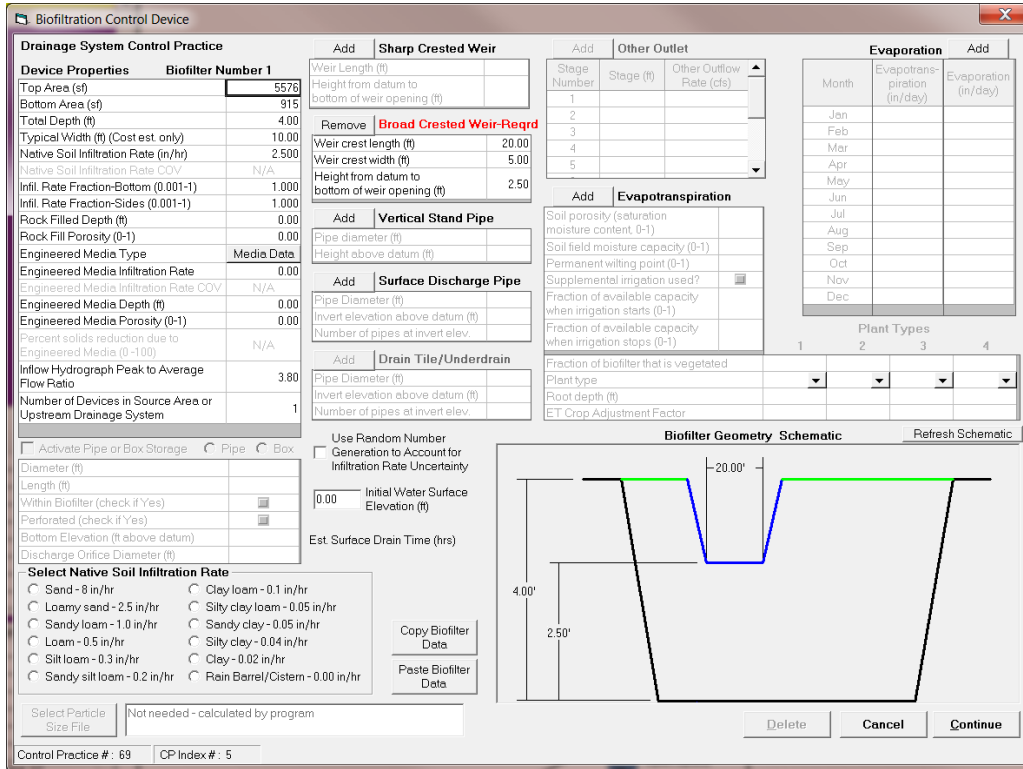 Biofiltration Control Device
X
Drainage System Control Practice
Device Properties Biofilter Number 1
Top Area (sf) 5576
Bottom Area (sf) 915
Total Depth (ft) 4.00
Typical Width (ft) (Cost est. only) 10.00
Native Soil Infiltration Rate (in/hr) 2.500
Native Soil Infiltration Rate COV N/A
Infil. Rate Fraction-Bottom (0.001-1) 1.000
Infil. Rate Fraction-Sides (0.001-1) 1.000
Rock Filled Depth (ft) 0.00
Rock Fill Porosity (0-1) 0.00
Engineered Media Type Media Data
Engineered Media Infiltration Rate 0.00
Engineered Media Infiltration Rate COV N/A
Engineered Media Depth (ft) 0.00
Engineered Media Porosity (0-1) 0.00
Percent solids reduction due to
Engineered Media (0 -100) N/A
Inflow Hydrograph Peak to Average
Flow Ratio 3.80
Number of Devices in Source Area or
Upstream Drainage System 1
Activate Pipe or Box Storage Pipe Box
Diameter (ft)
Length (ft)
Within Biofilter (check if Yes)
Perforated (check if Yes)
Bottom Elevation (ft above datum)
Discharge Orifice Diameter (ft)
Select Native Soil Infiltration Rate
Sand - 8 in/hr Clay loam - 0.1 in/hr
Loamy sand - 2.5 in/hr Silty clay loam - 0.05 in/hr
Sandy loam - 1.0 in/hr Sandy clay - 0.05 in/hr
Loam - 0.5 in/hr Silty clay - 0.04 in/hr
Silt loam - 0.3 in/hr Clay - 0.02 in/hr
Sandy silt loam - 0.2 in/hr Rain Barrel/Cistern - 0.00 in/hr
Select Particle
Size File
Not needed - calculated by program
Control Practice # : 69 CP Index # : 5
Add Sharp Crested Weir
Weir Length (ft)
Height from datum to
bottom of weir opening (ft)
Remove Broad Crested Weir-Reqrd
Weir crest length (ft) 20.00
Weir crest width (ft) 5.00
Height from datum to
bottom of weir opening (ft) 2.50
Add Vertical Stand Pipe
Pipe diameter (ft)
Height above datum (ft)
Add Surface Discharge Pipe
Pipe Diameter (ft)
Invert elevation above datum (ft)
Number of pipes at invert elev.
Add Drain Tile/Underdrain
Pipe Diameter (ft)
Invert elevation above datum (ft)
Number of pipes at invert elev.
Use Random Number
Generation to Account for
Infiltration Rate Uncertainty
0.00 Initial Water Surface
Elevation (ft)
Est. Surface Drain Time (hrs)
Copy Biofilter
Data
Paste Biofilter
Data
Add Other Outlet
Stage
Number Stage (ft) Other Outflow
Rate (cfs)
1
2
3
4
5
Add Evapotranspiration
Soil porosity (saturation
moisture content, 0-1)
Soil field moisture capacity (0-1)
Permanent wilting point (0-1)
Supplemental irrigation used?
Fraction of available capacity
when irrigation starts (0-1)
Fraction of available capacity
when irrigation stops (0-1)
Fraction of biofilter that is vegetated
Plant type
Root depth (ft)
ET Crop Adjustment Factor
Evaporation Add
Month Evapotrans-
piration
(in/day) Evaporation
(in/day)
Jan
Feb
Mar
Apr
May
Jun
Jul
Aug
Sep
Oct
Nov
Dec
Plant Types
1 2 3 4
Biofilter Geometry Schematic Refresh Schematic
20.00'
4.00'
2.50'
Delete Cancel Continue